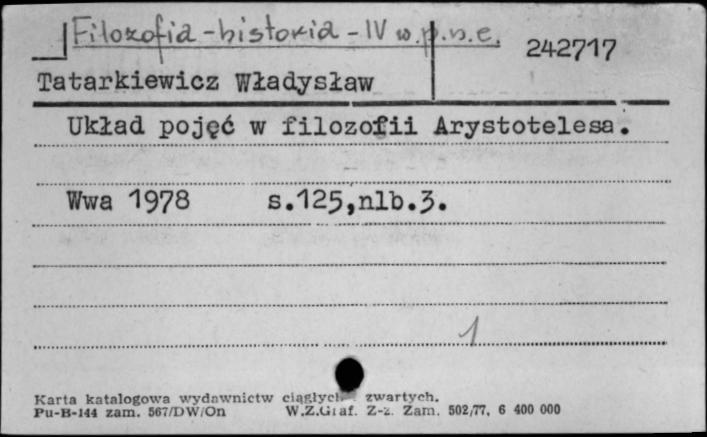 Filozofia - historia - IV w.p.n.e.
242717
Tatarkiewicz Władysław
Układ pojęć w filozofii Arystotelesa.
Wwa 1978 s.125,nlb.3.
1
Karta katalogowa wydawnictw ciągłych zwartych.
Pu-B-144 zam. 567/DW/On W.Z.Graf. Z-z. Zam. 502/77, 6 400 000